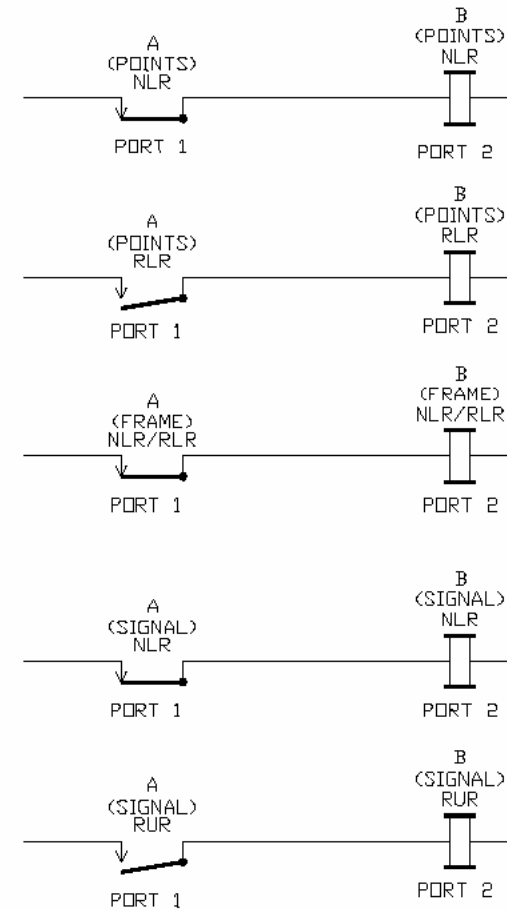 A
(POINTS)
NLR
PORT 1
B
(POINTS)
NLR
PORT 2
A
(POINTS)
RLR
PORT 1
B
(POINTS)
RLR
PORT 2
A
(FRAME)
NLR/RLR
PORT 1
B
(FRAME)
NLR/RLR
PORT 2
A
(SIGNAL)
NLR
PORT 1
B
(SIGNAL)
NLR
PORT 2
A
(SIGNAL)
RUR
PORT 1
B
(SIGNAL)
RUR
PORT 2